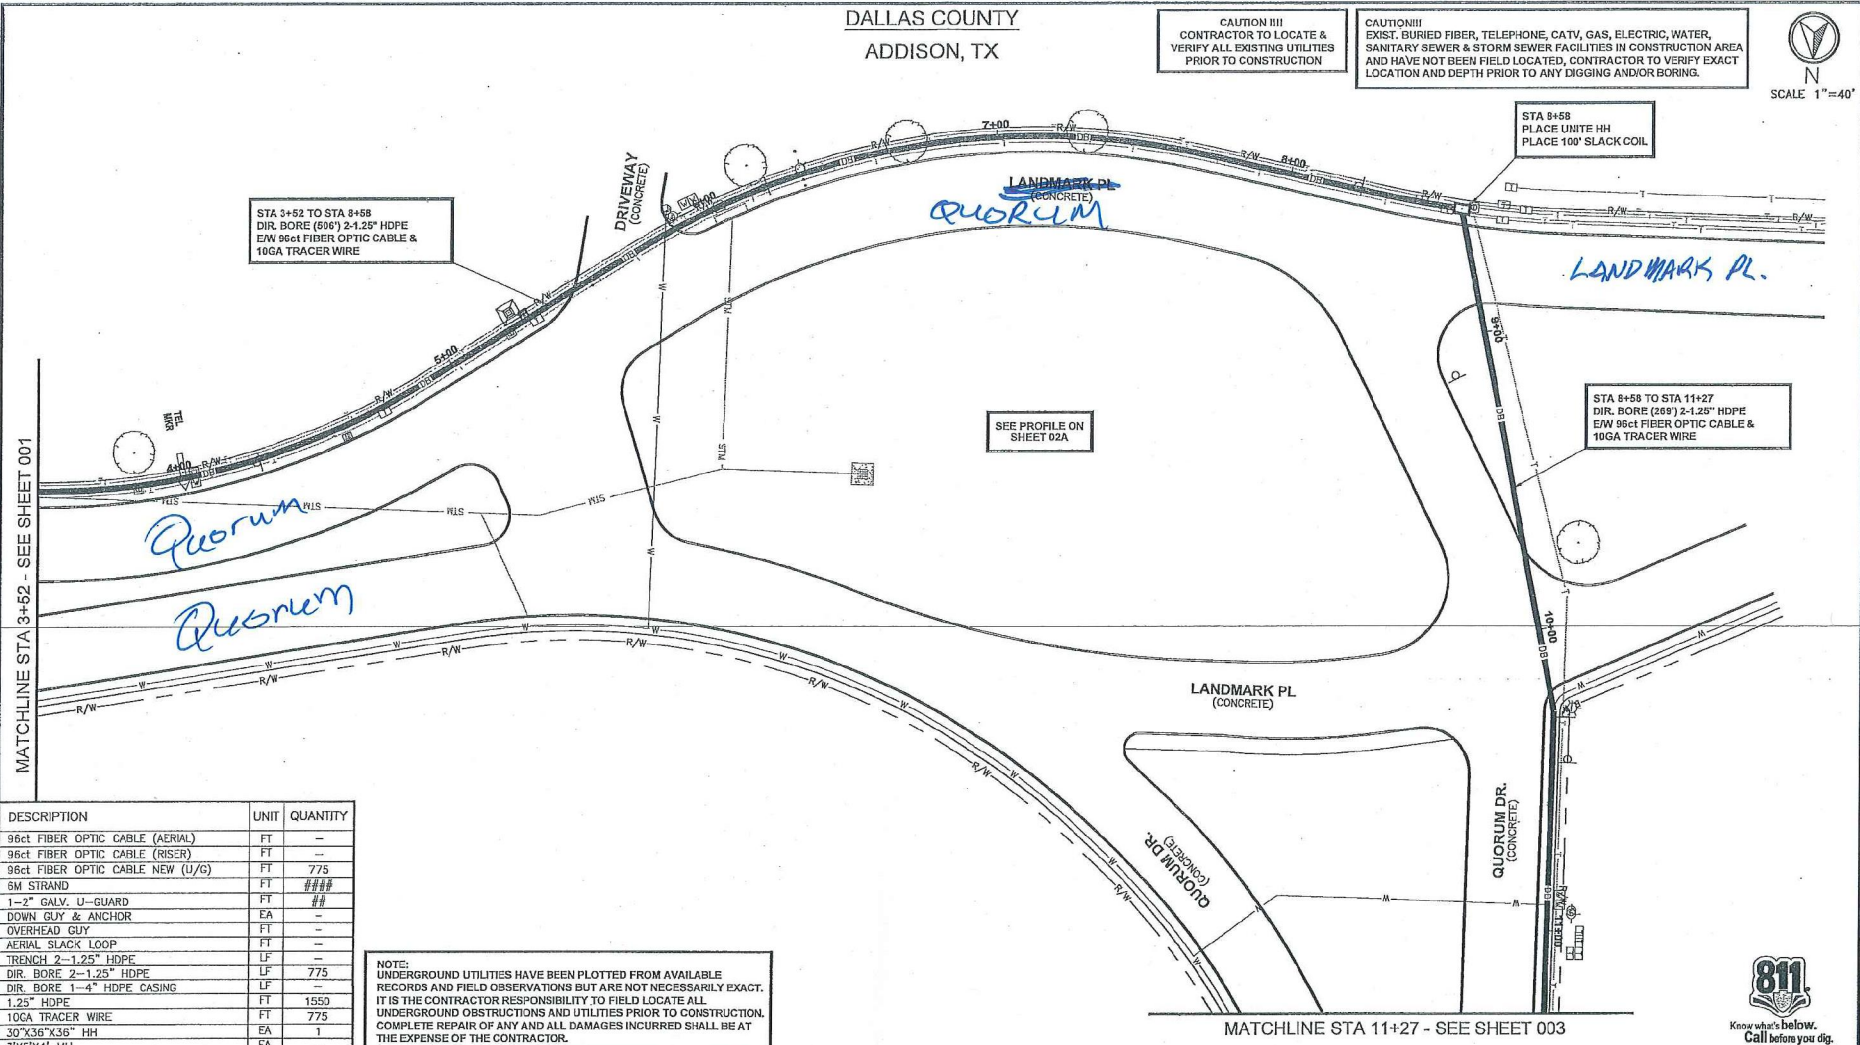 DALLAS COUNTY
ADDISON, TX
CAUTION !!!!
CONTRACTOR TO LOCATE &
VERIFY ALL EXISTING UTILITIES
PRIOR TO CONSTRUCTION
CAUTION!!!
EXIST. BURIED FIBER, TELEPHONE, CATV, GAS, ELECTRIC, WATER,
SANITARY SEWER & STORM SEWER FACILITIES IN CONSTRUCTION AREA
AND HAVE NOT BEEN FIELD LOCATED, CONTRACTOR TO VERIFY EXACT
LOCATION AND DEPTH PRIOR TO ANY DIGGING AND/OR BORING.
N
SCALE 1"=40'
STA 8+58
PLACE UNITE HH
PLACE 100' SLACK COIL
STA 3+52 TO STA 8+58
DIR. BORE (506') 2-1.25" HDPE
E/W 96ct FIBER OPTIC CABLE &
10GA TRACER WIRE
DRIVEWAY
(CONCRETE)
7+00
8+00
LANDMARK PL
(CONCRETE)
QUORUM
LANDMARK PL.
5+00
9+00
TEL
MKR
4+00
SEE PROFILE ON
SHEET 02A
STA 8+58 TO STA 11+27
DIR. BORE (269') 2-1.25" HDPE
E/W 96ct FIBER OPTIC CABLE &
10GA TRACER WIRE
MATCHLINE STA 3+52 - SEE SHEET 001
Quorum
Quorum
10+00
LANDMARK PL
(CONCRETE)
QUORUM DR.
(CONCRETE)
QUORUM DR.
(CONCRETE)
11+00
DESCRIPTION UNIT QUANTITY
96ct FIBER OPTIC CABLE (AERIAL) FT –
96ct FIBER OPTIC CABLE (RISER) FT –
96ct FIBER OPTIC CABLE NEW (U/G) FT 775
6M STRAND FT ####
1-2" GALV. U-GUARD FT ##
DOWN GUY & ANCHOR EA –
OVERHEAD GUY FT –
AERIAL SLACK LOOP FT –
TRENCH 2-1.25" HDPE LF –
DIR. BORE 2-1.25" HDPE LF 775
DIR. BORE 1-4" HDPE CASING LF –
1.25" HDPE FT 1550
10GA TRACER WIRE FT 775
30"X36"X36" HH EA 1
NOTE:
UNDERGROUND UTILITIES HAVE BEEN PLOTTED FROM AVAILABLE
RECORDS AND FIELD OBSERVATIONS BUT ARE NOT NECESSARILY EXACT.
IT IS THE CONTRACTOR RESPONSIBILITY TO FIELD LOCATE ALL
UNDERGROUND OBSTRUCTIONS AND UTILITIES PRIOR TO CONSTRUCTION.
COMPLETE REPAIR OF ANY AND ALL DAMAGES INCURRED SHALL BE AT
THE EXPENSE OF THE CONTRACTOR.
MATCHLINE STA 11+27 - SEE SHEET 003
811
Know what's below.
Call before you dig.